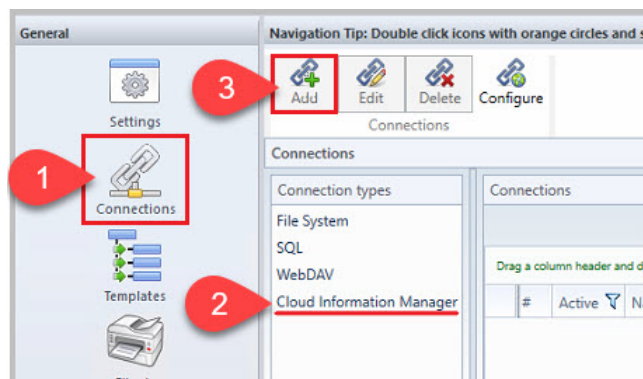 General
Navigation Tip: Double click icons with orange circles and s
3
Add
Edit
Delete
Configure
Settings
Connections
Connections
1
Connections
Connection types
Connections
File System
SQL
WebDAV
Drag a column header and d
Templates
2
Cloud Information Manager
#
Active
N